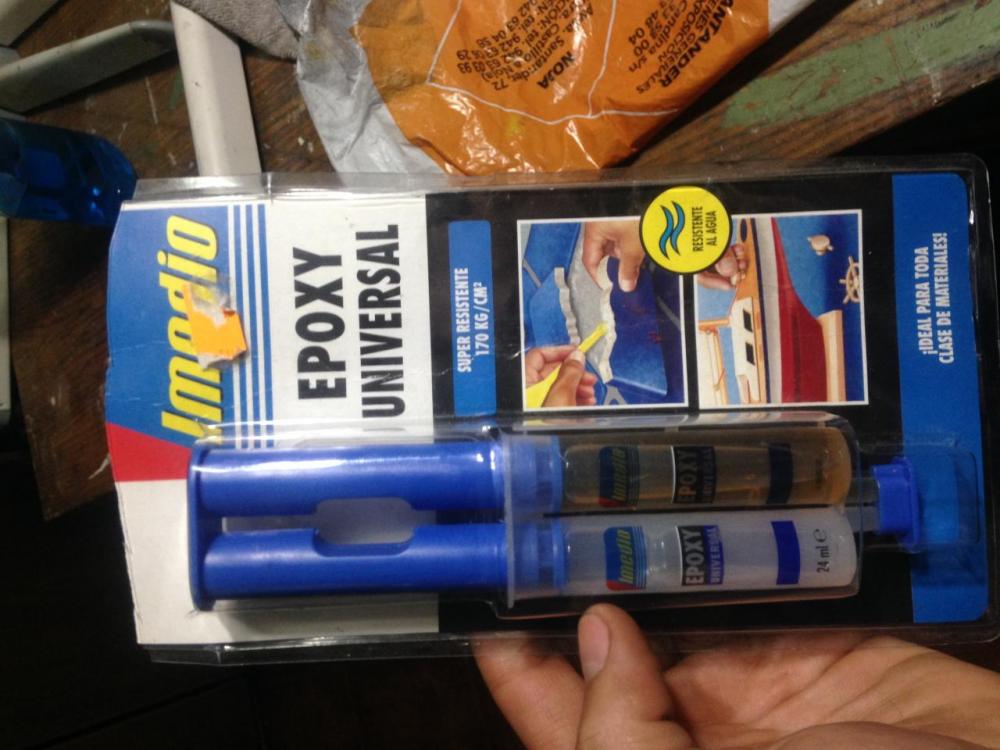 Imedio
EPOXY
UNIVERSAL
SUPER RESISTENTE
170 KG/CM²
RESISTENTE
AL AGUA
¡IDEAL PARA TODA
CLASE DE MATERIALES!
Imedio
EPOXY
UNIVERSAL
Imedio
EPOXY
UNIVERSAL
24 ml e
NOJA